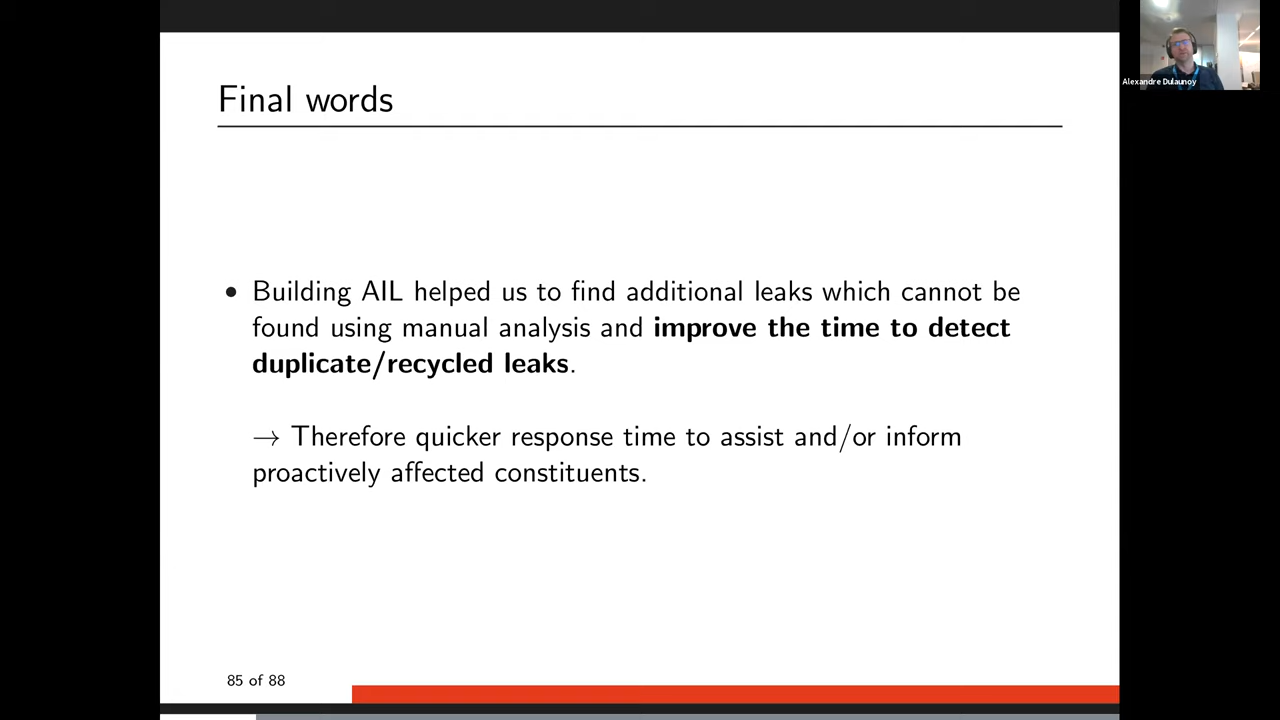 Final words
• Building AIL helped us to find additional leaks which cannot be
found using manual analysis and improve the time to detect
duplicate/recycled leaks.
→ Therefore quicker response time to assist and/or inform
proactively affected constituents.
85 of 88
Alexandre Dulaunoy